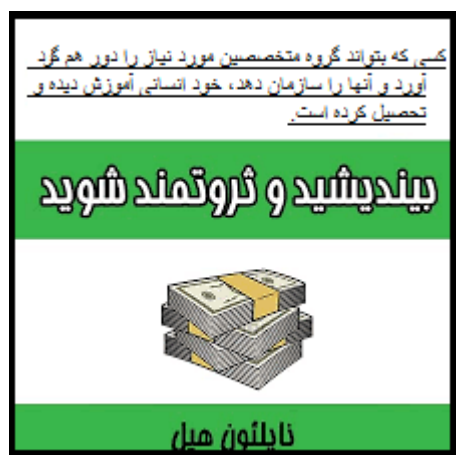 کسی که بتواند گروه متخصصین مورد نیاز را دور هم گرد
آورد و آنها را سازمان دهد، خود انسانی آموزش دیده و
تحصیل کرده است.
بیندیشید و ثروتمند شوید
ناپلئون هیل